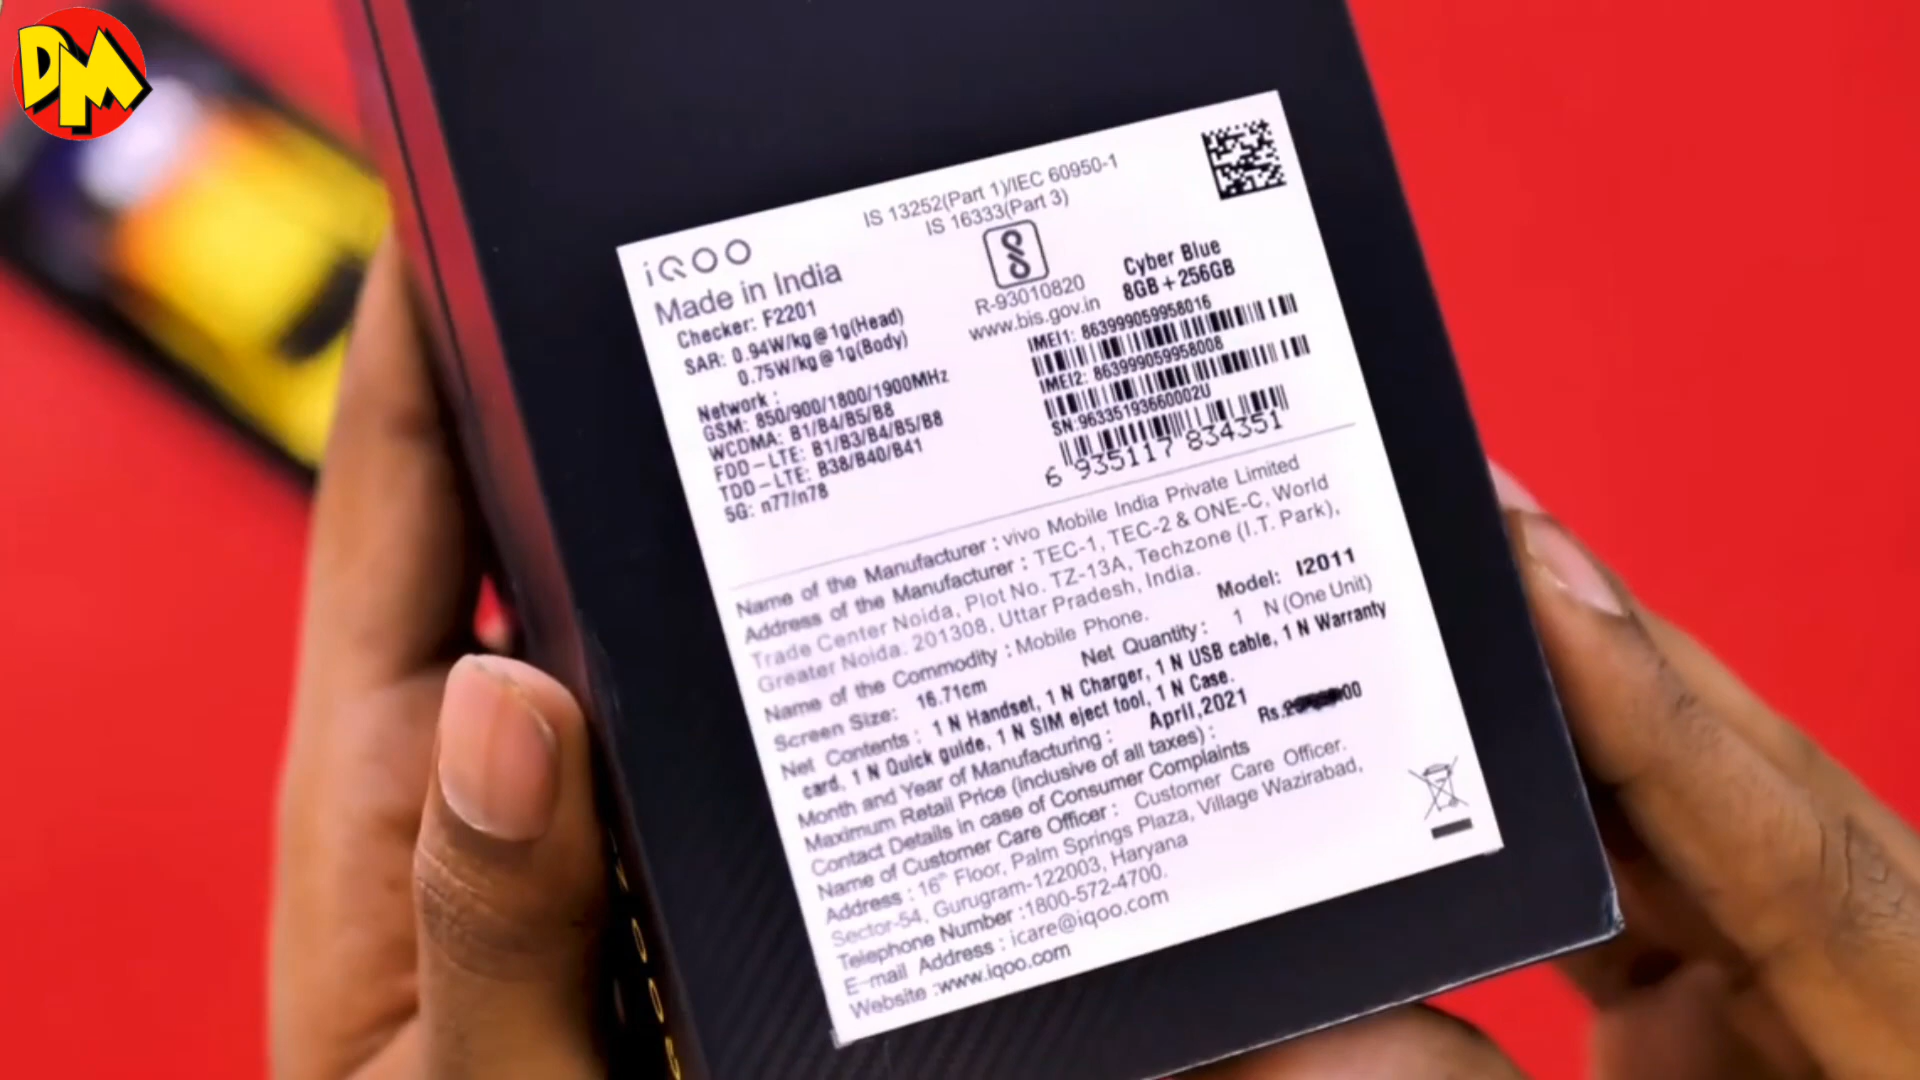 DM
IS 13252(Part 1)/IEC 60950-1
IS 16333(Part 3)
iQOO
Made in India
Checker: F2201
SAR: 0.94W/kg@1g(Head)
0.75W/kg@1g(Body)
Network :
GSM: 850/900/1800/1900MHz
WCDMA: B1/B4/B5/B8
FDD-LTE: B1/B3/B4/B5/B8
TDD-LTE: B38/B40/B41
5G: n77/n78
R-93010820
www.bis.gov.in
Cyber Blue
8GB+256GB
IMEI1: 863999059958016
IMEI2: 863999059958008
SN:96335193660002U
6 935117 834351
Name of the Manufacturer : vivo Mobile India Private Limited
Address of the Manufacturer : TEC-1, TEC-2 & ONE-C, World
Trade Center Noida, Plot No. TZ-13A, Techzone (I.T. Park),
Greater Noida. 201308, Uttar Pradesh, India.
Name of the Commodity : Mobile Phone. Model: I2011
Screen Size: 16.71cm Net Quantity: 1 N (One Unit)
Net Contents : 1 N Handset, 1 N Charger, 1 N USB cable, 1 N Warranty
card, 1 N Quick guide, 1 N SIM eject tool, 1 N Case.
Month and Year of Manufacturing : April,2021
Maximum Retail Price (inclusive of all taxes) : Rs. 00
Contact Details in case of Consumer Complaints
Name of Customer Care Officer : Customer Care Officer.
Address : 16th Floor, Palm Springs Plaza, Village Wazirabad,
Sector-54, Gurugram-122003, Haryana
Telephone Number :1800-572-4700.
E-mail Address : icare@iqoo.com
Website :www.iqoo.com